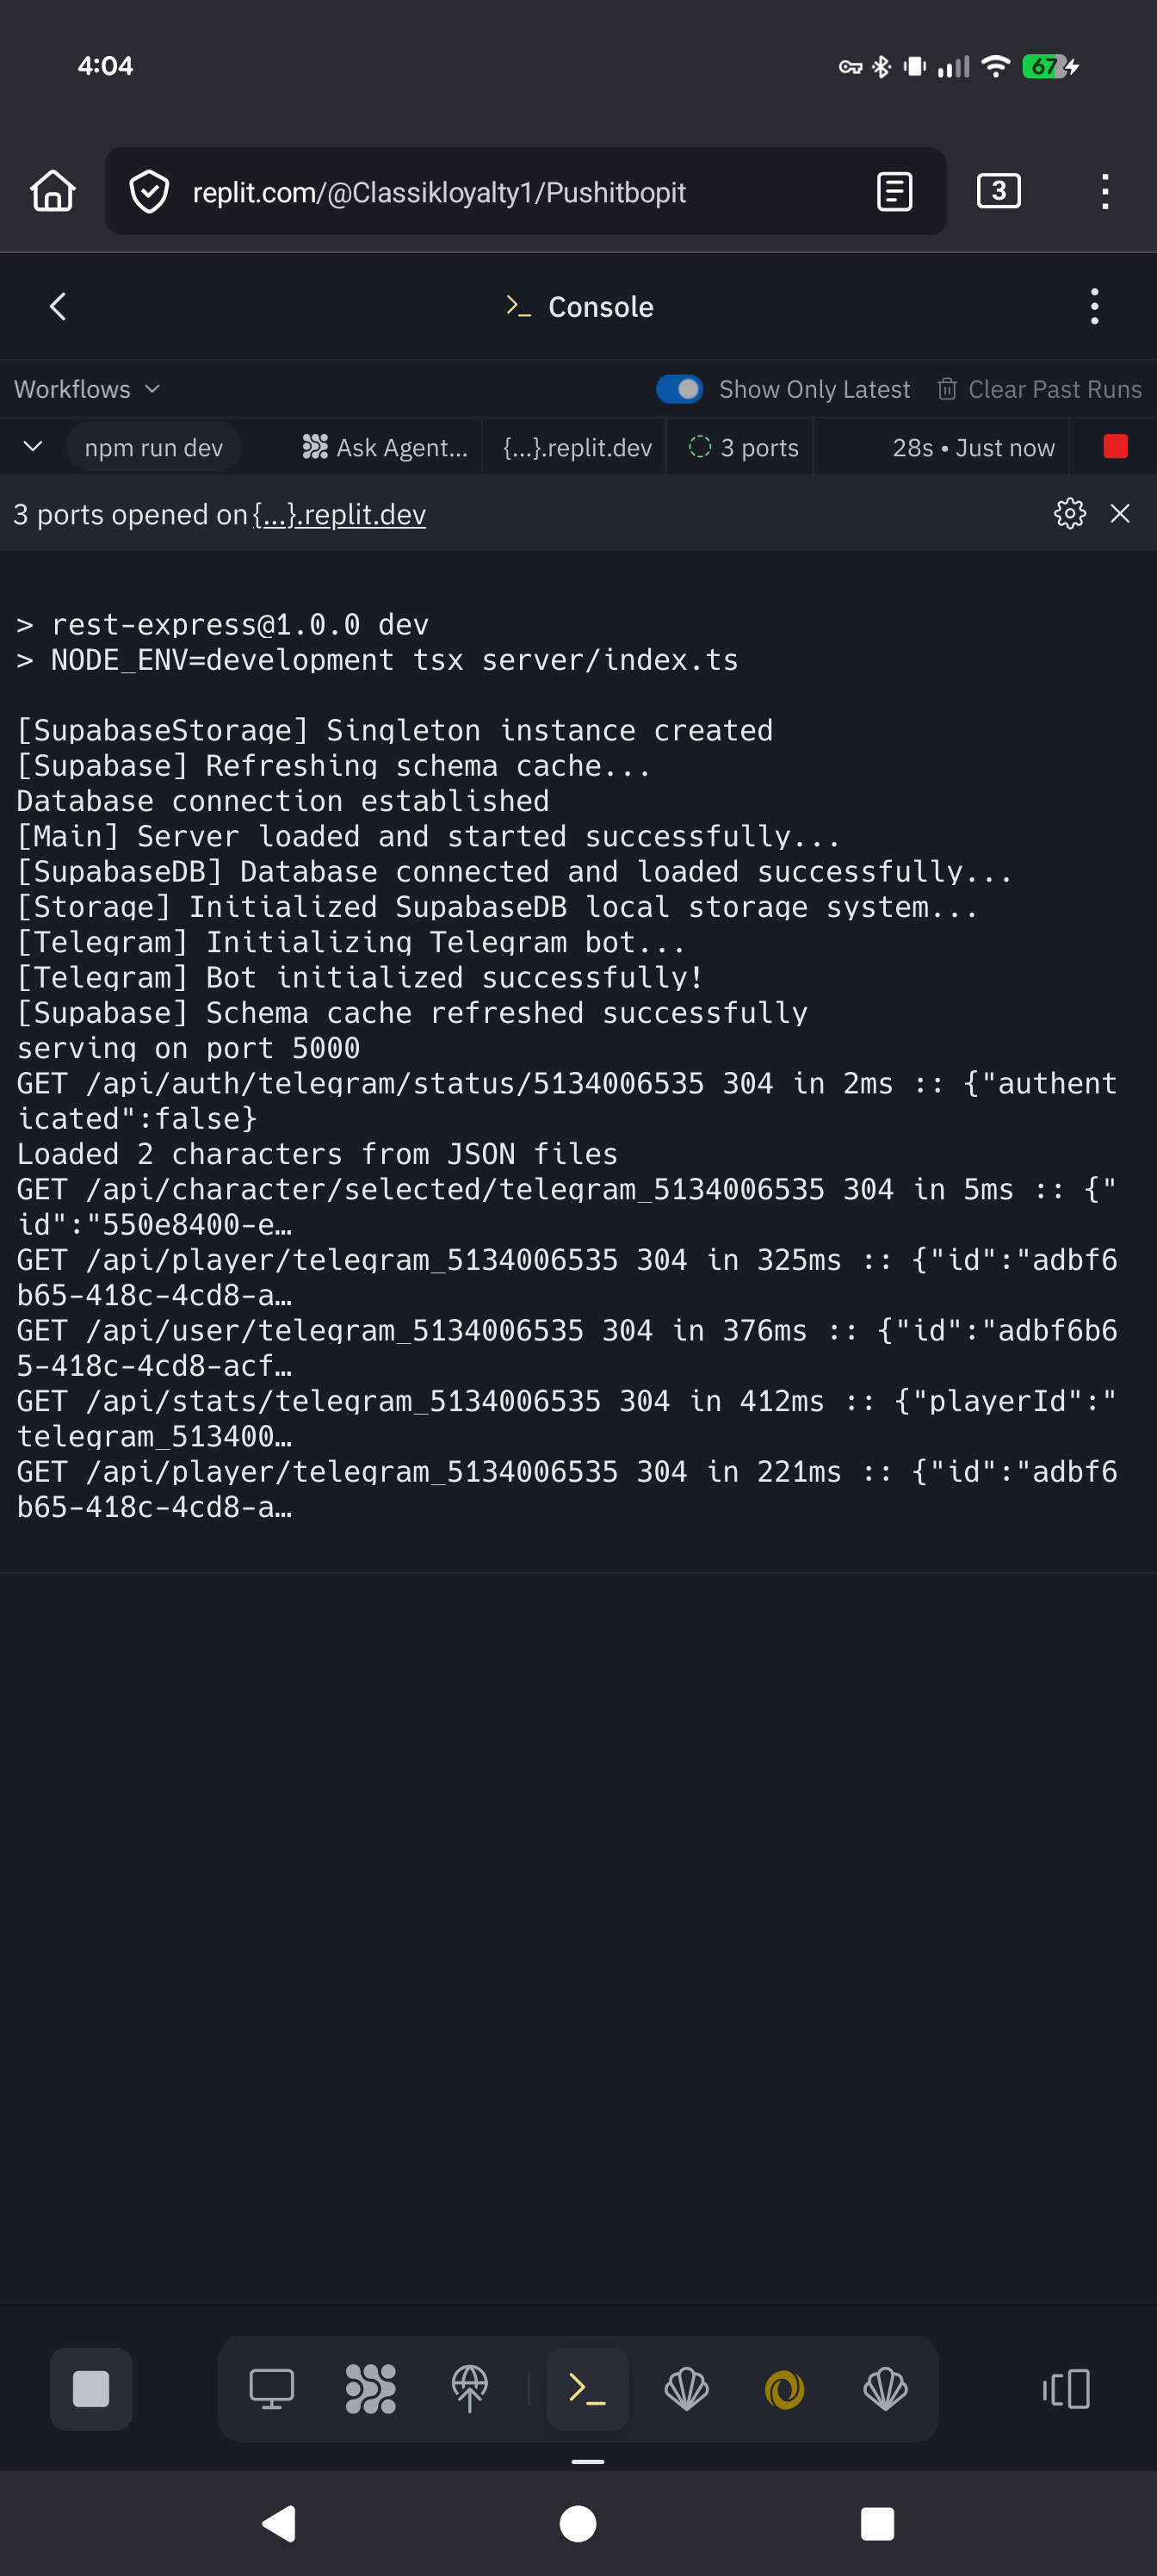 4:04
67
replit.com/@Classikloyalty1/Pushitbopit
3
>_ Console
Workflows
Show Only Latest
Clear Past Runs
npm run dev
Ask Agent...
{...}.replit.dev
3 ports
28s • Just now
3 ports opened on {...}.replit.dev
> rest-express@1.0.0 dev
> NODE_ENV=development tsx server/index.ts
[SupabaseStorage] Singleton instance created
[Supabase] Refreshing schema cache...
Database connection established
[Main] Server loaded and started successfully...
[SupabaseDB] Database connected and loaded successfully...
[Storage] Initialized SupabaseDB local storage system...
[Telegram] Initializing Telegram bot...
[Telegram] Bot initialized successfully!
[Supabase] Schema cache refreshed successfully
serving on port 5000
GET /api/auth/telegram/status/5134006535 304 in 2ms :: {"authent
icated":false}
Loaded 2 characters from JSON files
GET /api/character/selected/telegram_5134006535 304 in 5ms :: {"
id":"550e8400-e…
GET /api/player/telegram_5134006535 304 in 325ms :: {"id":"adbf6
b65-418c-4cd8-a…
GET /api/user/telegram_5134006535 304 in 376ms :: {"id":"adbf6b6
5-418c-4cd8-acf…
GET /api/stats/telegram_5134006535 304 in 412ms :: {"playerId":"
telegram_513400…
GET /api/player/telegram_5134006535 304 in 221ms :: {"id":"adbf6
b65-418c-4cd8-a…